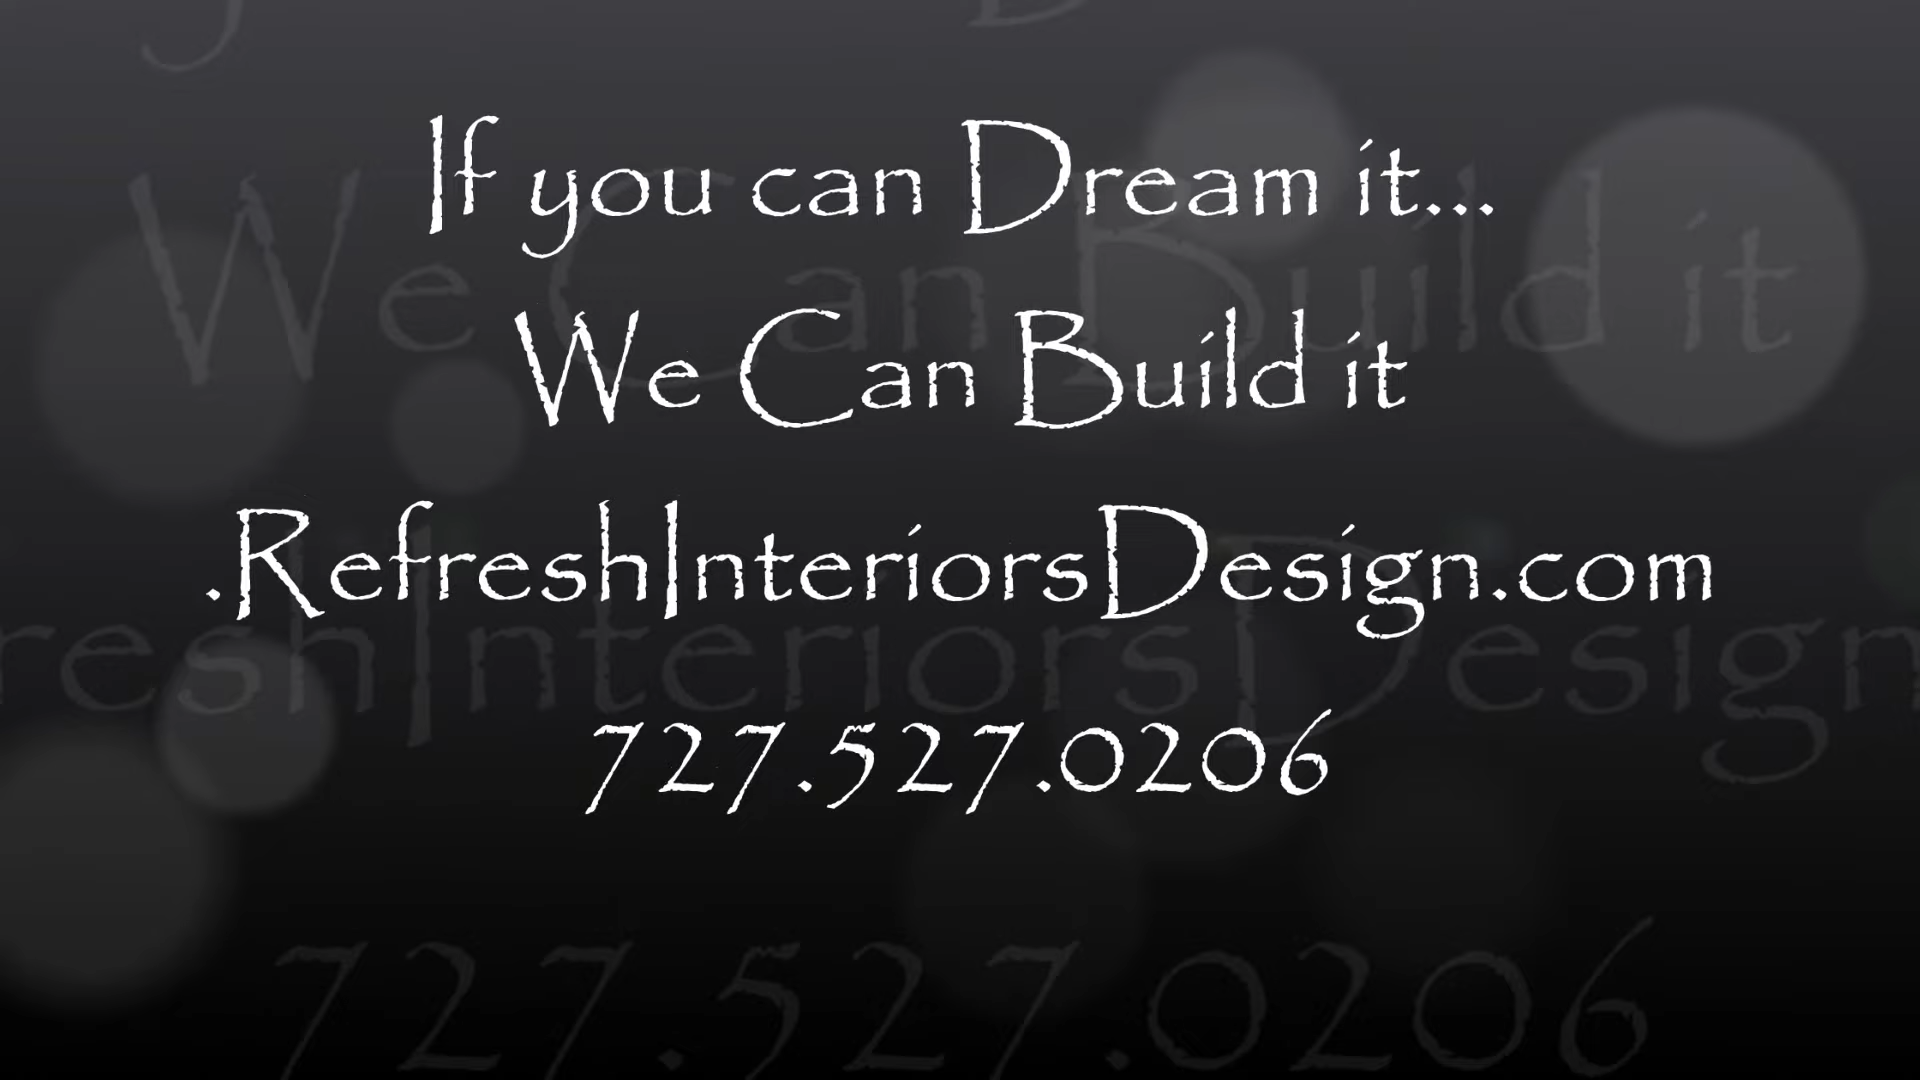 If you can Dream it...
We Can Build it
.RefreshInteriorsDesign.com
727.527.0206